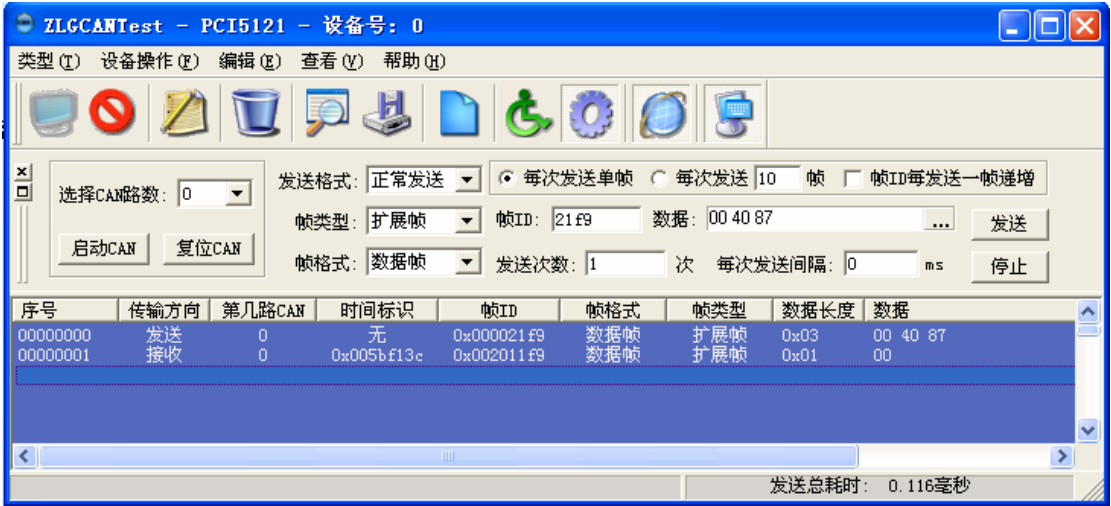 ZLGCANTest - PCI5121 - 设备号: 0
类型(T) 设备操作(F) 编辑(E) 查看(V) 帮助(H)
选择CAN路数: 0
启动CAN 复位CAN
发送格式: 正常发送 每次发送单帧 每次发送 10 帧 帧ID每发送一帧递增
帧类型: 扩展帧 帧ID: 21f9 数据: 00 40 87 ... 发送
帧格式: 数据帧 发送次数: 1 次 每次发送间隔: 0 ms 停止
序号 传输方向 第几路CAN 时间标识 帧ID 帧格式 帧类型 数据长度 数据
00000000 发送 0 无 0x000021f9 数据帧 扩展帧 0x03 00 40 87
00000001 接收 0 0x005bf13c 0x002011f9 数据帧 扩展帧 0x01 00
发送总耗时: 0.116毫秒